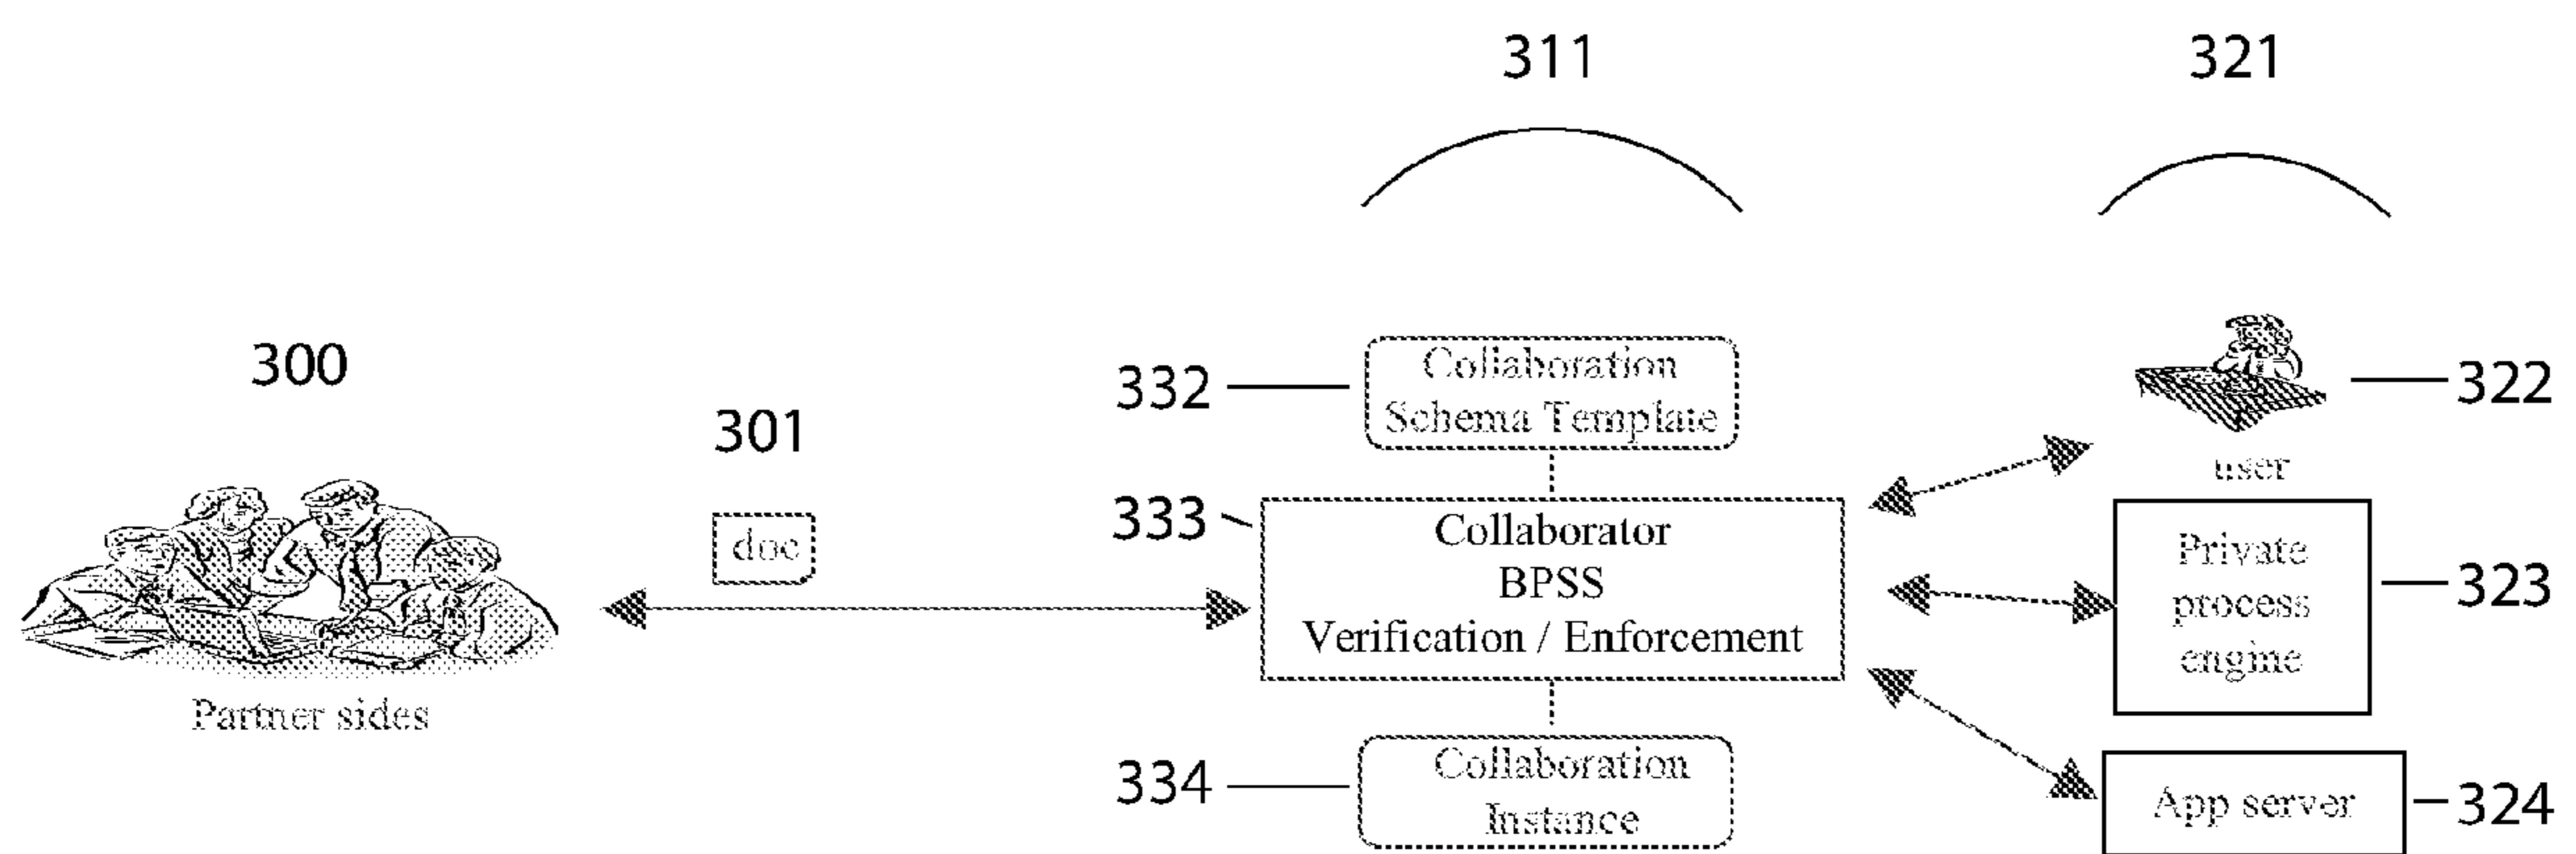 311
321
300
301
doc
Partner sides
332
Collaboration
Schema Template
333
Collaborator
BPSS
Verification / Enforcement
334
Collaboration
Instance
322
user
Private
process
engine
323
App server
324